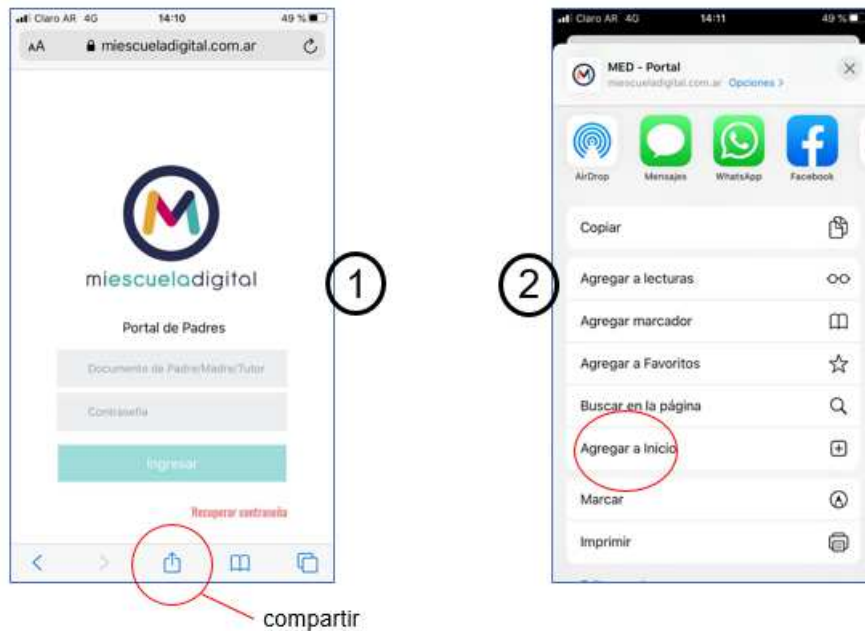 Claro AR 4G 14:10 49 %
AA miescueladigital.com.ar
M
miescueladigital
Portal de Padres
Documento de Padre/Madre/Tutor
Contraseña
Ingresar
Recuperar contraseña
compartir
1
2
Claro AR 4G 14:11 49 %
MED - Portal
miescueladigital.com.ar Opciones >
AirDrop Mensajes WhatsApp Facebook
Copiar
Agregar a lecturas
Agregar marcador
Agregar a Favoritos
Buscar en la página
Agregar a Inicio
Marcar
Imprimir